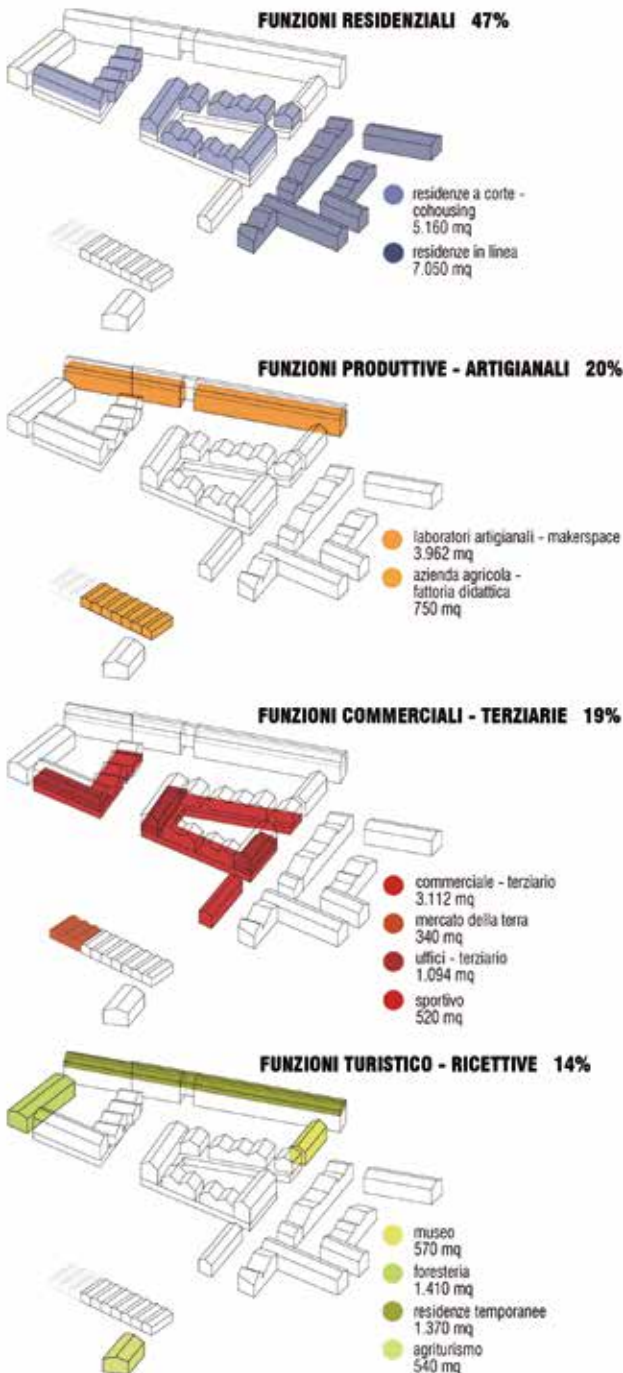 FUNZIONI RESIDENZIALI 47%
residenze a corte -
cohousing
5.160 mq
residenze in linea
7.050 mq
FUNZIONI PRODUTTIVE - ARTIGIANALI 20%
laboratori artigianali - makerspace
3.962 mq
azienda agricola -
fattoria didattica
750 mq
FUNZIONI COMMERCIALI - TERZIARIE 19%
commerciale - terziario
3.112 mq
mercato della terra
340 mq
uffici - terziario
1.094 mq
sportivo
520 mq
FUNZIONI TURISTICO - RICETTIVE 14%
museo
570 mq
foresteria
1.410 mq
residenze temporanee
1.370 mq
agriturismo
540 mq